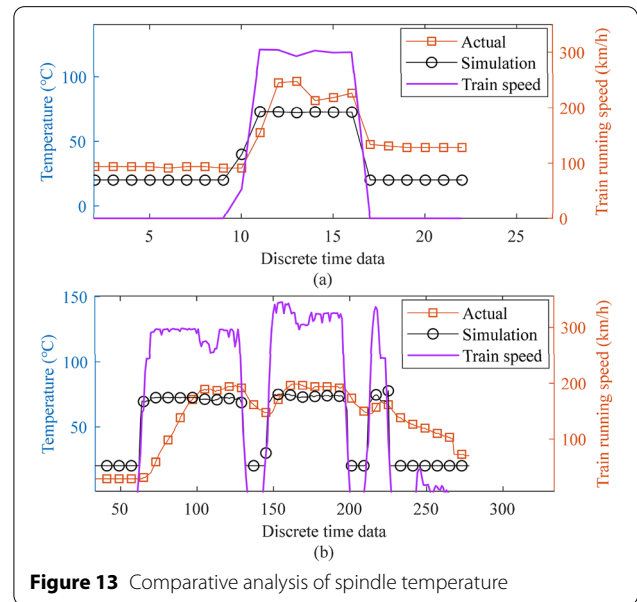 Actual
Simulation
Train speed
Temperature (℃)
Train running speed (km/h)
100
50
0
300
200
100
0
5 10 15 20 25
Discrete time data
(a)
Actual
Simulation
Train speed
Temperature (℃)
Train running speed (km/h)
150
100
50
300
200
100
50 100 150 200 250 300
Discrete time data
(b)
Figure 13 Comparative analysis of spindle temperature